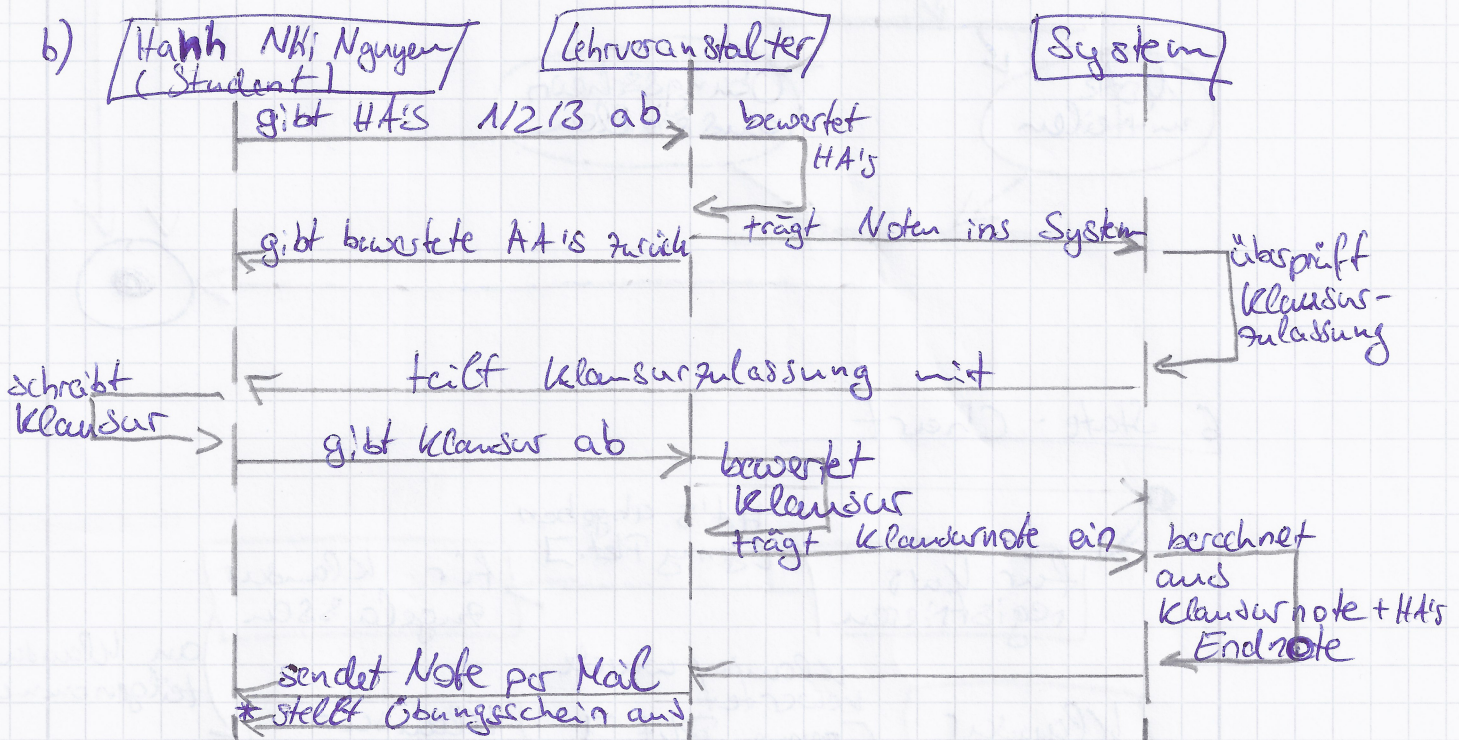 b) Hanh NKi Nguyen Lehrveranstalter System
(Student)
gibt HA's 1/2/3 ab bewertet
HA's
trägt Noten ins System
gibt bewertete AA's zurück überprüft
Klausur-
zulassung
teilt Klausurzulassung mit
schreibt
Klausur
gibt Klausur ab bewertet
Klausur
trägt Klausurnote ein berechnet
aus
Klausurnote + HA's
Endnote
sendet Note per Mail
* stellt Übungsschein aus